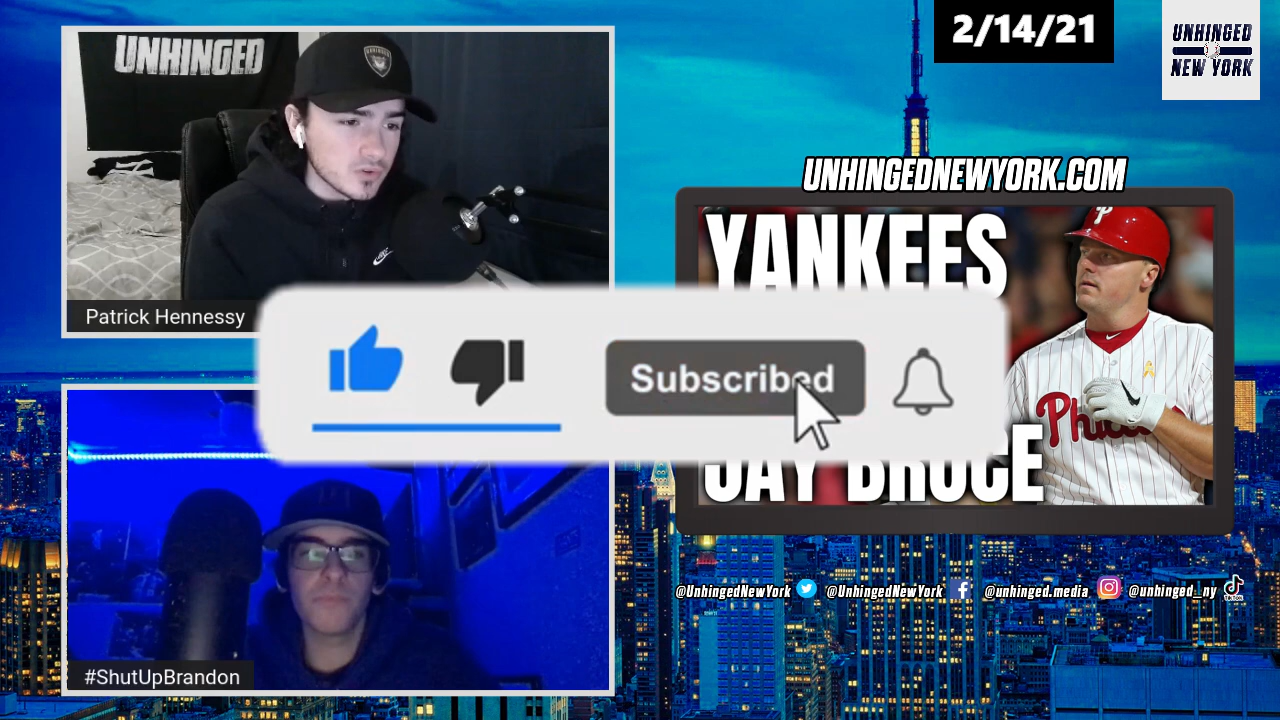 2/14/21
UNHINGED
NEW YORK
UNHINGED
UNHINGEDNEWYORK.COM
YANKEES
P
Patrick Hennessy
Subscribed
Phillies
JAY BRUCE
@UnhingedNewYork
@UnhingedNewYork
@unhinged.media
@unhinged_ny
#ShutUpBrandon